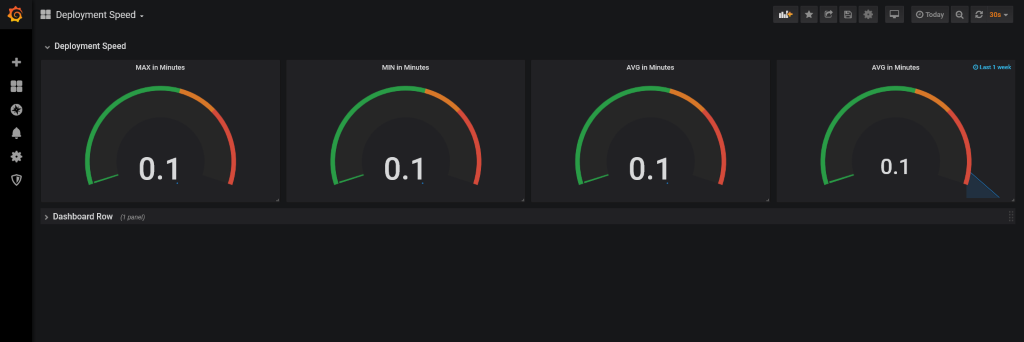 Deployment Speed
Today
30s
Deployment Speed
MAX in Minutes
MIN in Minutes
AVG in Minutes
AVG in Minutes
Last 1 week
0.1
0.1
0.1
0.1
Dashboard Row (1 panel)